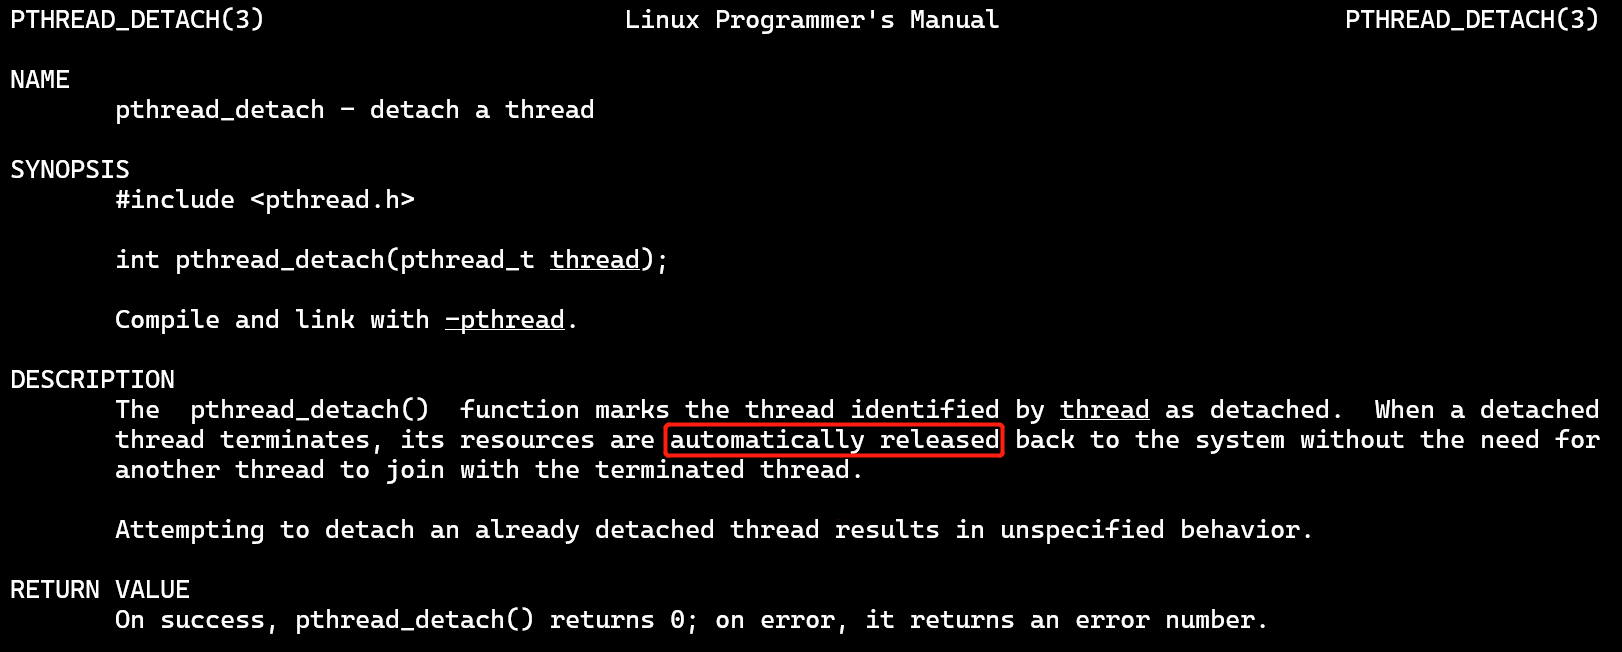 PTHREAD_DETACH(3) Linux Programmer's Manual PTHREAD_DETACH(3)
NAME
pthread_detach - detach a thread
SYNOPSIS
#include <pthread.h>
int pthread_detach(pthread_t thread);
Compile and link with -pthread.
DESCRIPTION
The pthread_detach() function marks the thread identified by thread as detached. When a detached
thread terminates, its resources are automatically released back to the system without the need for
another thread to join with the terminated thread.
Attempting to detach an already detached thread results in unspecified behavior.
RETURN VALUE
On success, pthread_detach() returns 0; on error, it returns an error number.